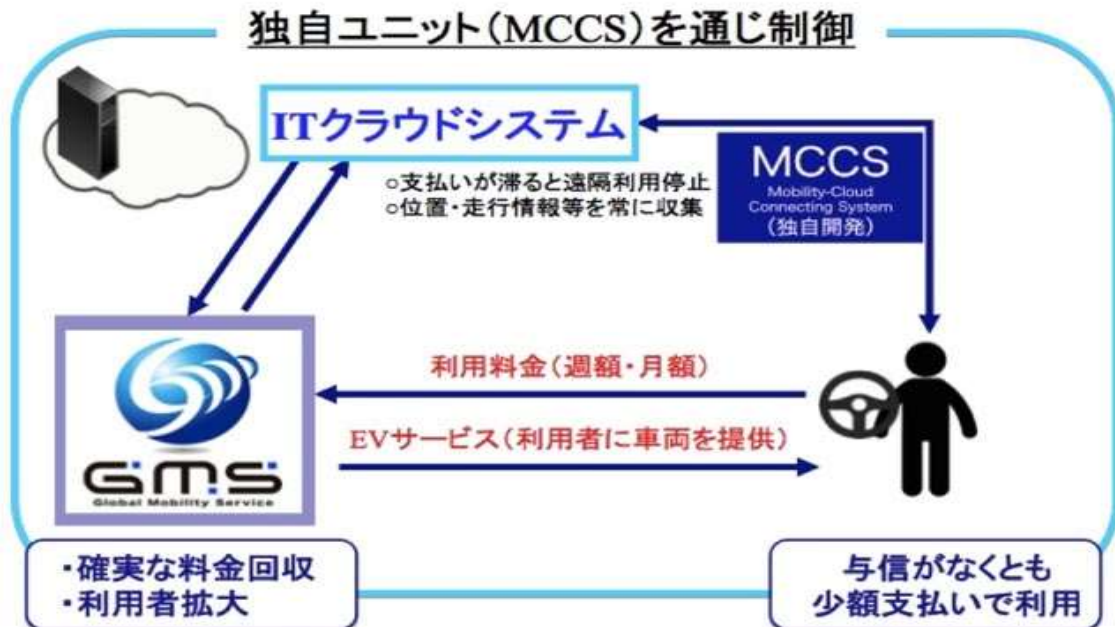 独自ユニット(MCCS)を通じ制御
ITクラウドシステム
○支払いが滞ると遠隔利用停止
○位置・走行情報等を常に収集
MCCS
Mobility-Cloud
Connecting System
(独自開発)
利用料金(週額・月額)
EVサービス(利用者に車両を提供)
GMS
Global Mobility Service
・確実な料金回収
・利用者拡大
与信がなくとも
少額支払いで利用